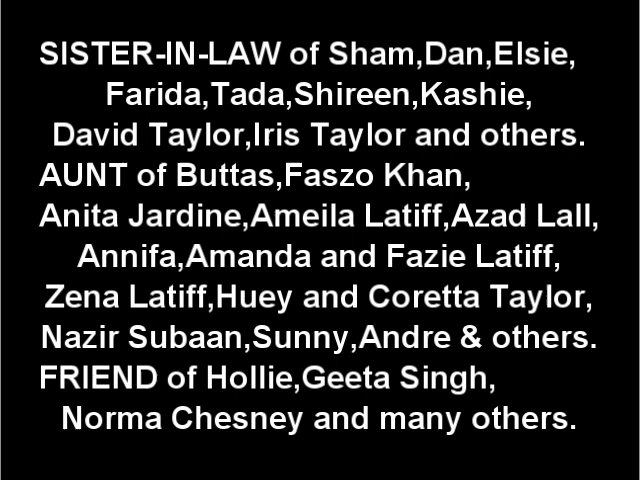 SISTER-IN-LAW of Sham,Dan,Elsie,
Farida,Tada,Shireen,Kashie,
David Taylor,Iris Taylor and others.
AUNT of Buttas,Faszo Khan,
Anita Jardine,Ameila Latiff,Azad Lall,
Annifa,Amanda and Fazie Latiff,
Zena Latiff,Huey and Coretta Taylor,
Nazir Subaan,Sunny,Andre & others.
FRIEND of Hollie,Geeta Singh,
Norma Chesney and many others.